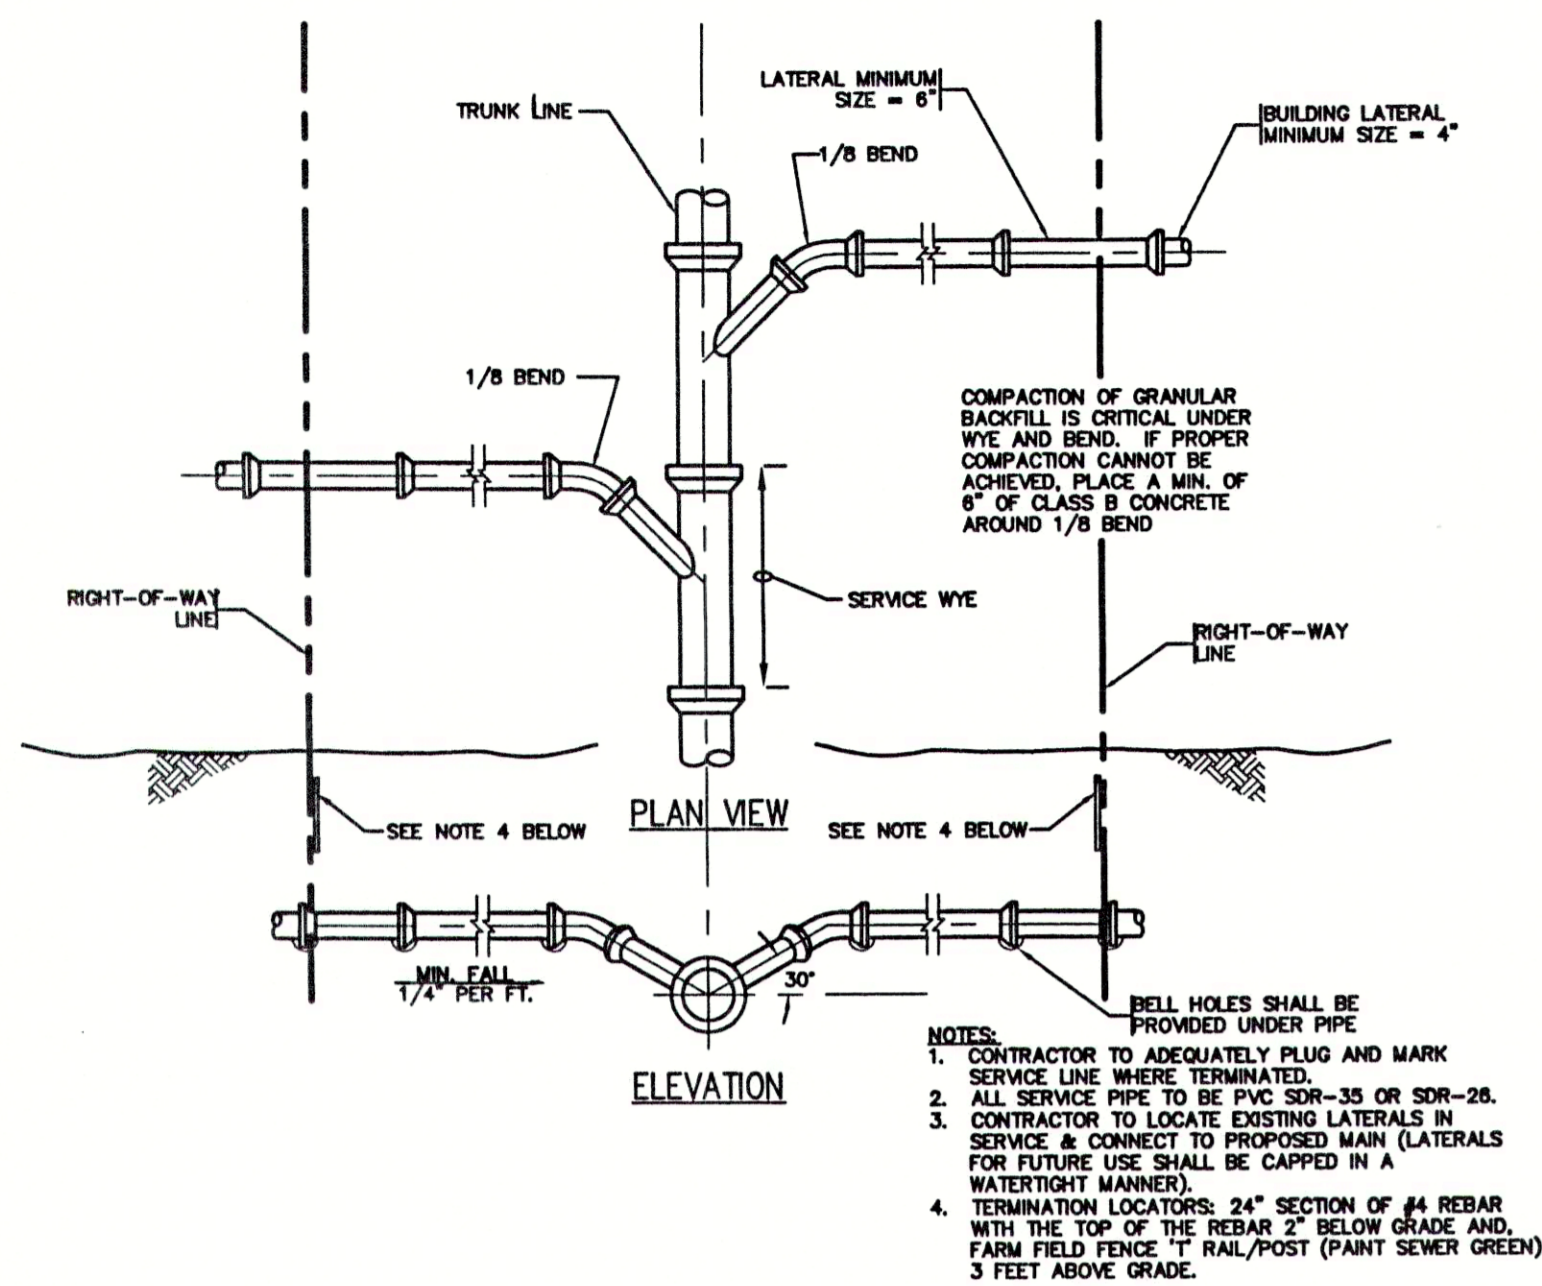 LATERAL MINIMUM
SIZE = 6"
TRUNK LINE
1/8 BEND
BUILDING LATERAL
MINIMUM SIZE = 4"
1/8 BEND
COMPACTION OF GRANULAR
BACKFILL IS CRITICAL UNDER
WYE AND BEND. IF PROPER
COMPACTION CANNOT BE
ACHIEVED, PLACE A MIN. OF
6" OF CLASS B CONCRETE
AROUND 1/8 BEND
RIGHT-OF-WAY
LINE
SERVICE WYE
RIGHT-OF-WAY
LINE
PLAN VIEW
SEE NOTE 4 BELOW
SEE NOTE 4 BELOW
MIN. FALL
1/4" PER FT.
30°
BELL HOLES SHALL BE
PROVIDED UNDER PIPE
ELEVATION
NOTES:
1. CONTRACTOR TO ADEQUATELY PLUG AND MARK
SERVICE LINE WHERE TERMINATED.
2. ALL SERVICE PIPE TO BE PVC SDR-35 OR SDR-26.
3. CONTRACTOR TO LOCATE EXISTING LATERALS IN
SERVICE & CONNECT TO PROPOSED MAIN (LATERALS
FOR FUTURE USE SHALL BE CAPPED IN A
WATERTIGHT MANNER).
4. TERMINATION LOCATORS: 24" SECTION OF #4 REBAR
WITH THE TOP OF THE REBAR 2" BELOW GRADE AND,
FARM FIELD FENCE 'T' RAIL/POST (PAINT SEWER GREEN)
3 FEET ABOVE GRADE.